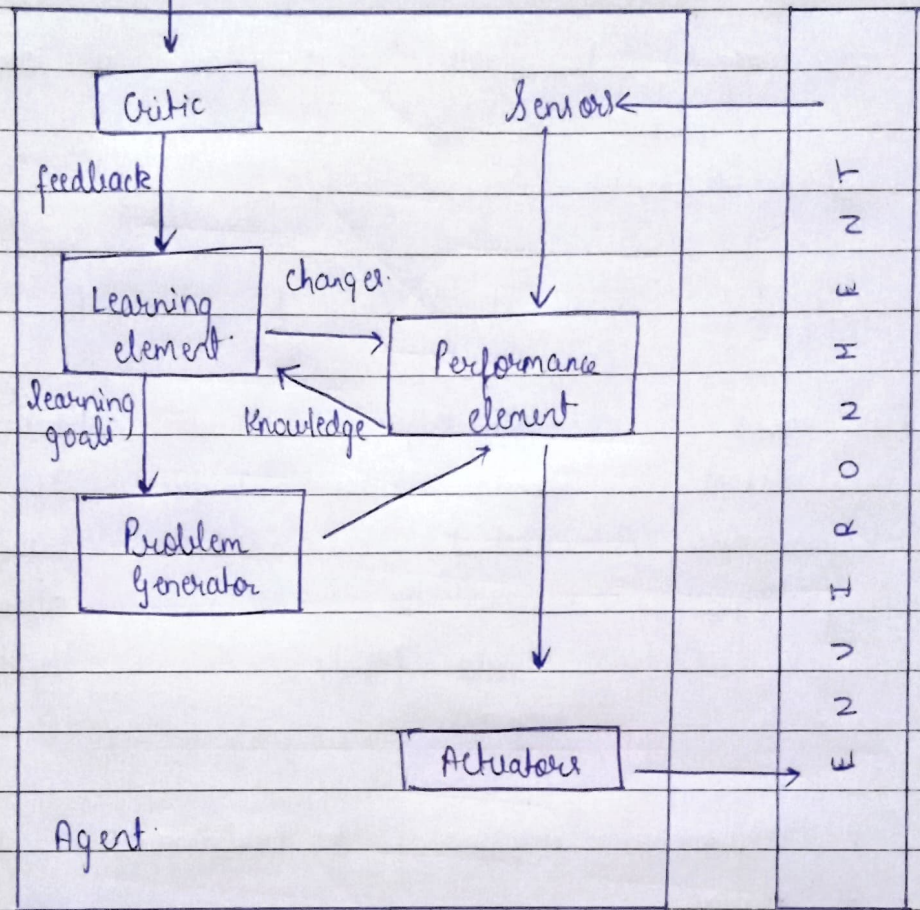 Critic
Sensors
feedback
changes
Learning
element
Performance
element
learning
goals
Knowledge
Problem
Generator
Actuators
Agent
ENVIRONMENT